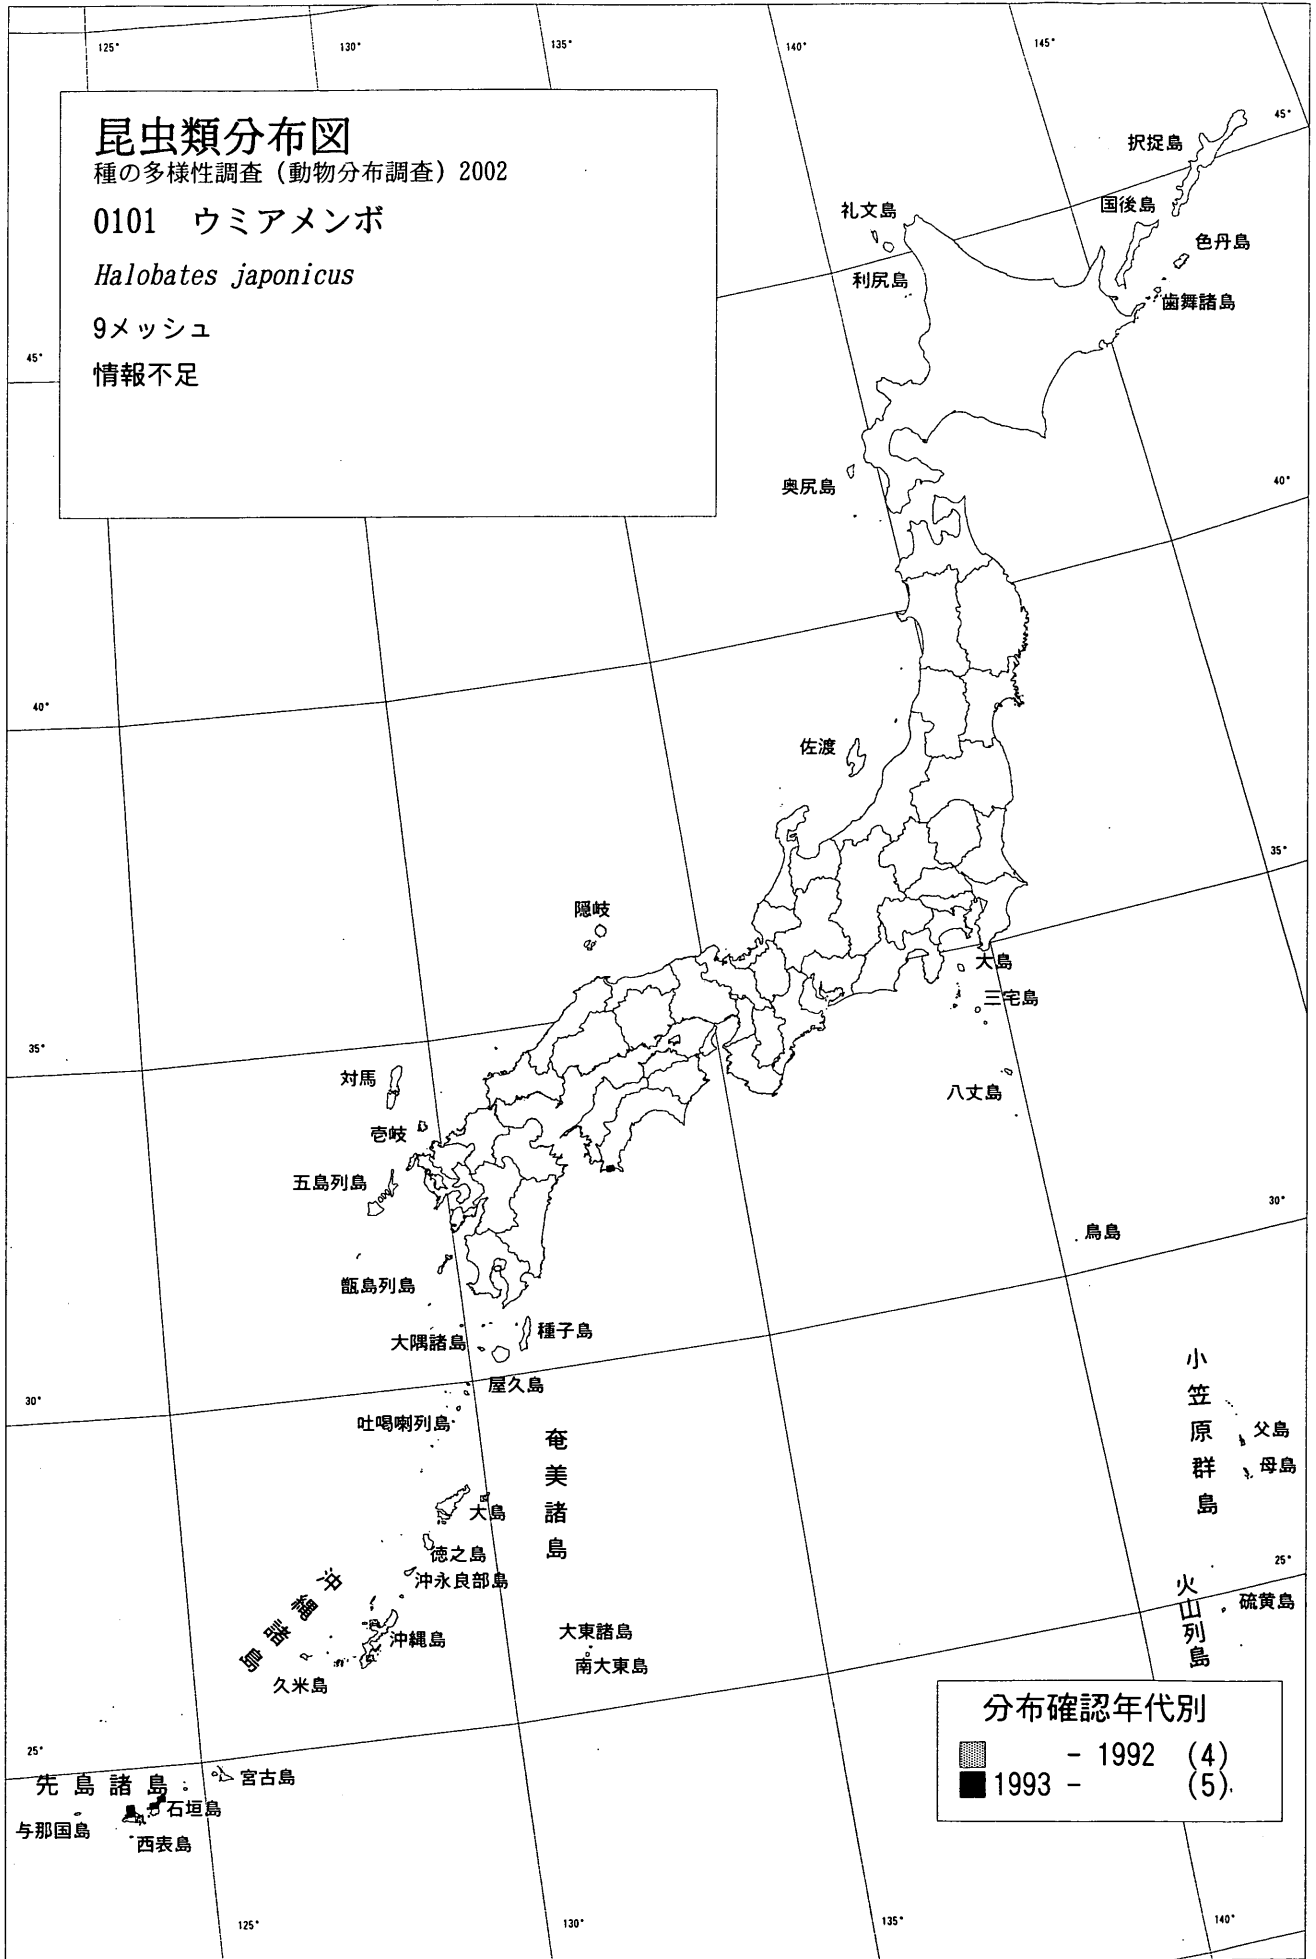 125°
130°
135°
140°
145°
昆虫類分布図
種の多様性調査（動物分布調査）2002
0101　ウミアメンボ
Halobates japonicus
9メッシュ
情報不足
45°
択捉島
国後島
色丹島
歯舞諸島
礼文島
利尻島
45°
奥尻島
40°
40°
佐渡
35°
隠岐
大島
三宅島
八丈島
35°
対馬
壱岐
五島列島
甑島列島
30°
鳥島
大隅諸島
種子島
屋久島
30°
吐喝喇列島
奄美諸島
大島
徳之島
沖永良部島
小笠原群島
父島
母島
25°
火山列島
硫黄島
沖縄諸島
沖縄島
久米島
大東諸島
南大東島
25°
先島諸島
宮古島
石垣島
与那国島
西表島
分布確認年代別
- 1992 (4)
1993 - (5)
125°
130°
135°
140°